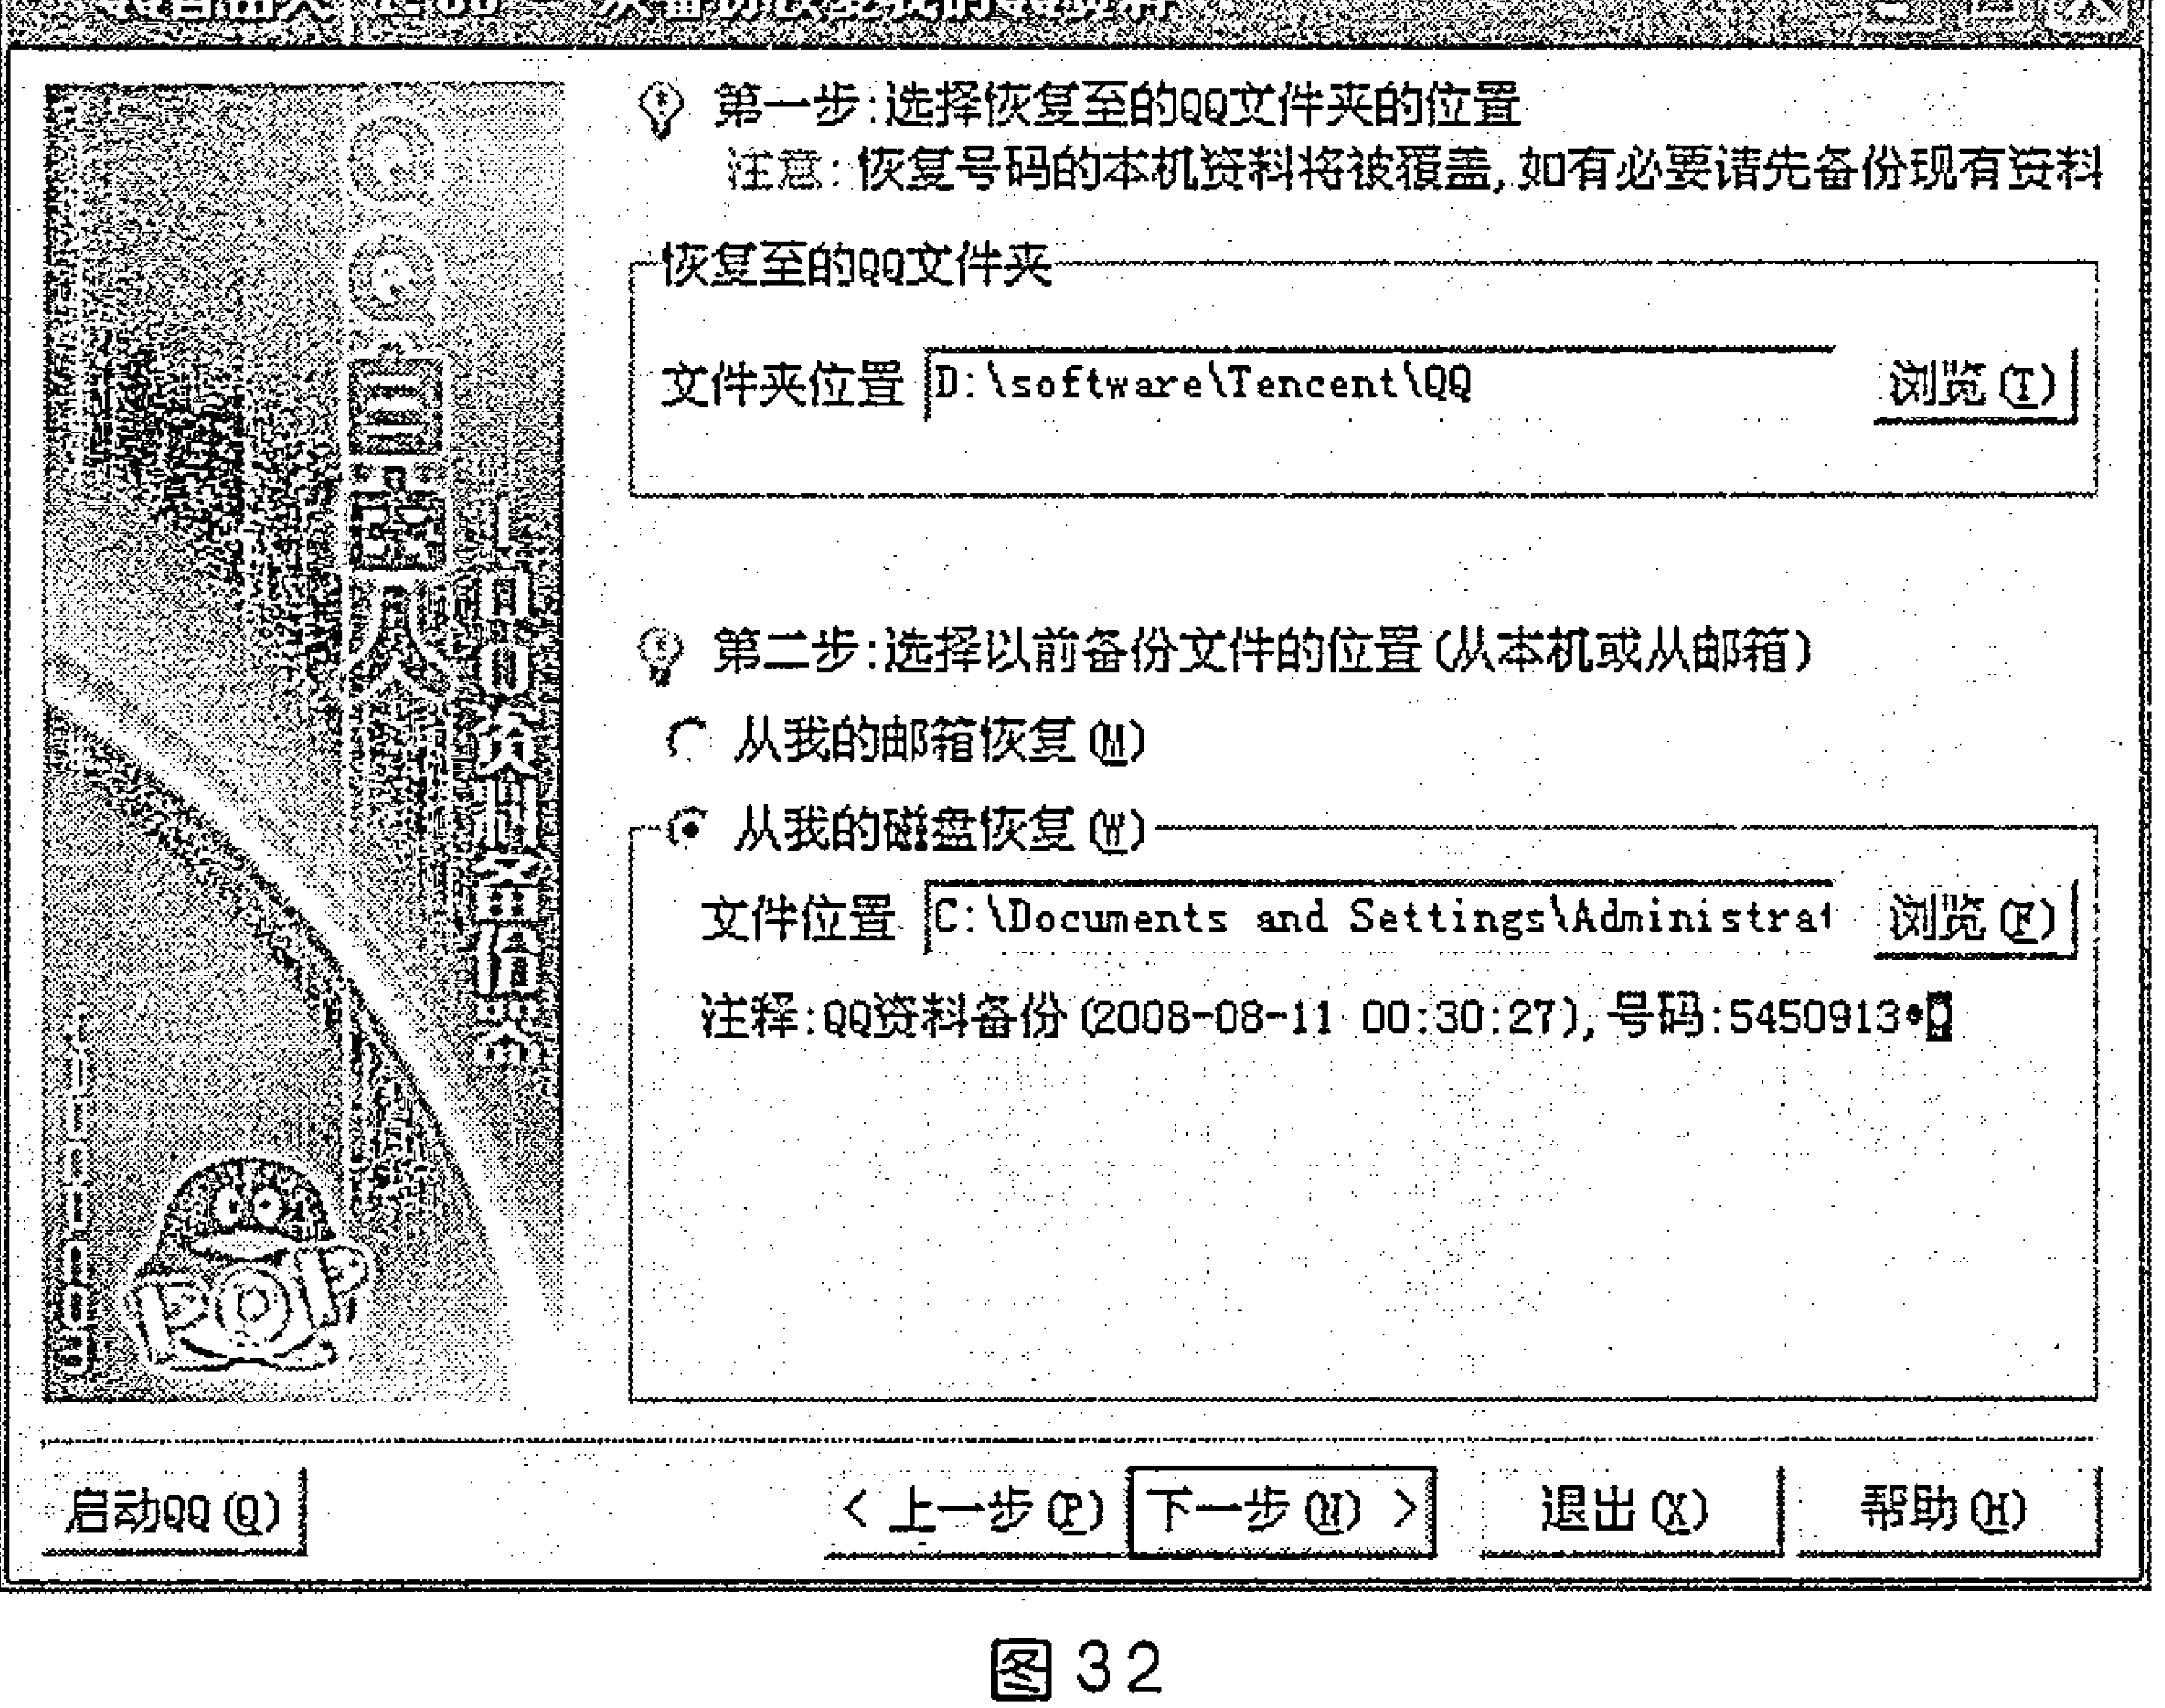 第一步:选择恢复至的QQ文件夹的位置
注意: 恢复号码的本机资料将被覆盖,如有必要请先备份现有资料
恢复至的QQ文件夹
文件夹位置 D:\software\Tencent\QQ 浏览(T)
第二步:选择以前备份文件的位置(从本机或从邮箱)
从我的邮箱恢复(M)
从我的磁盘恢复(W)
文件位置 C:\Documents and Settings\Administrat 浏览(F)
注释:QQ资料备份(2008-08-11 00:30:27),号码:5450913
启动QQ(Q) < 上一步(P) 下一步(N) > 退出(X) 帮助(H)
图32